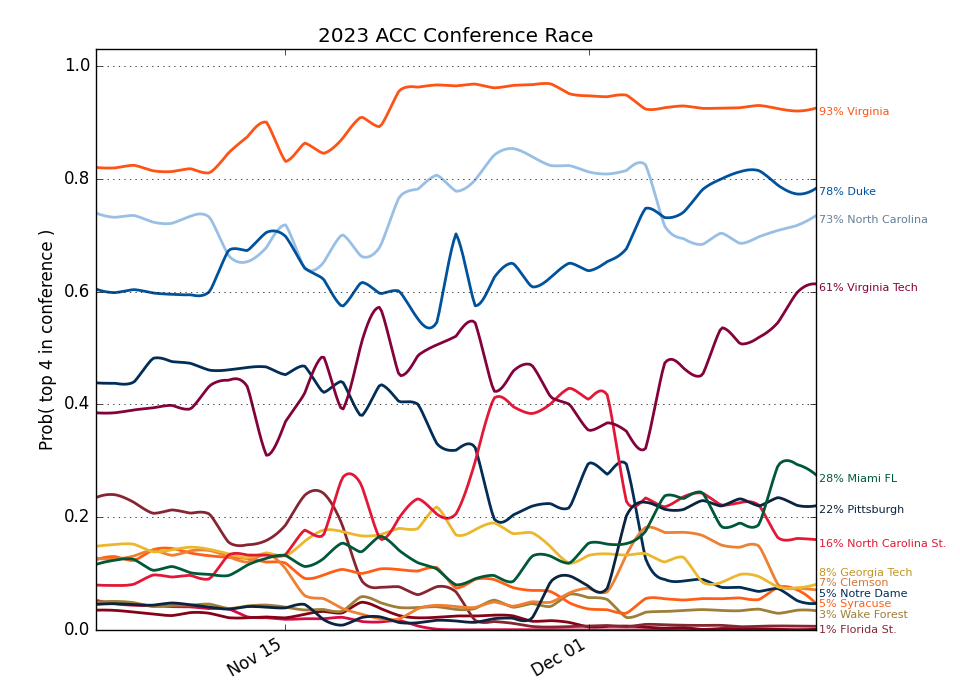 2023 ACC Conference Race
Prob( top 4 in conference )
1.0
0.8
0.6
0.4
0.2
0.0
Nov 15
Dec 01
93% Virginia
78% Duke
73% North Carolina
61% Virginia Tech
28% Miami FL
22% Pittsburgh
16% North Carolina St.
8% Georgia Tech
7% Clemson
5% Notre Dame
5% Syracuse
3% Wake Forest
1% Florida St.